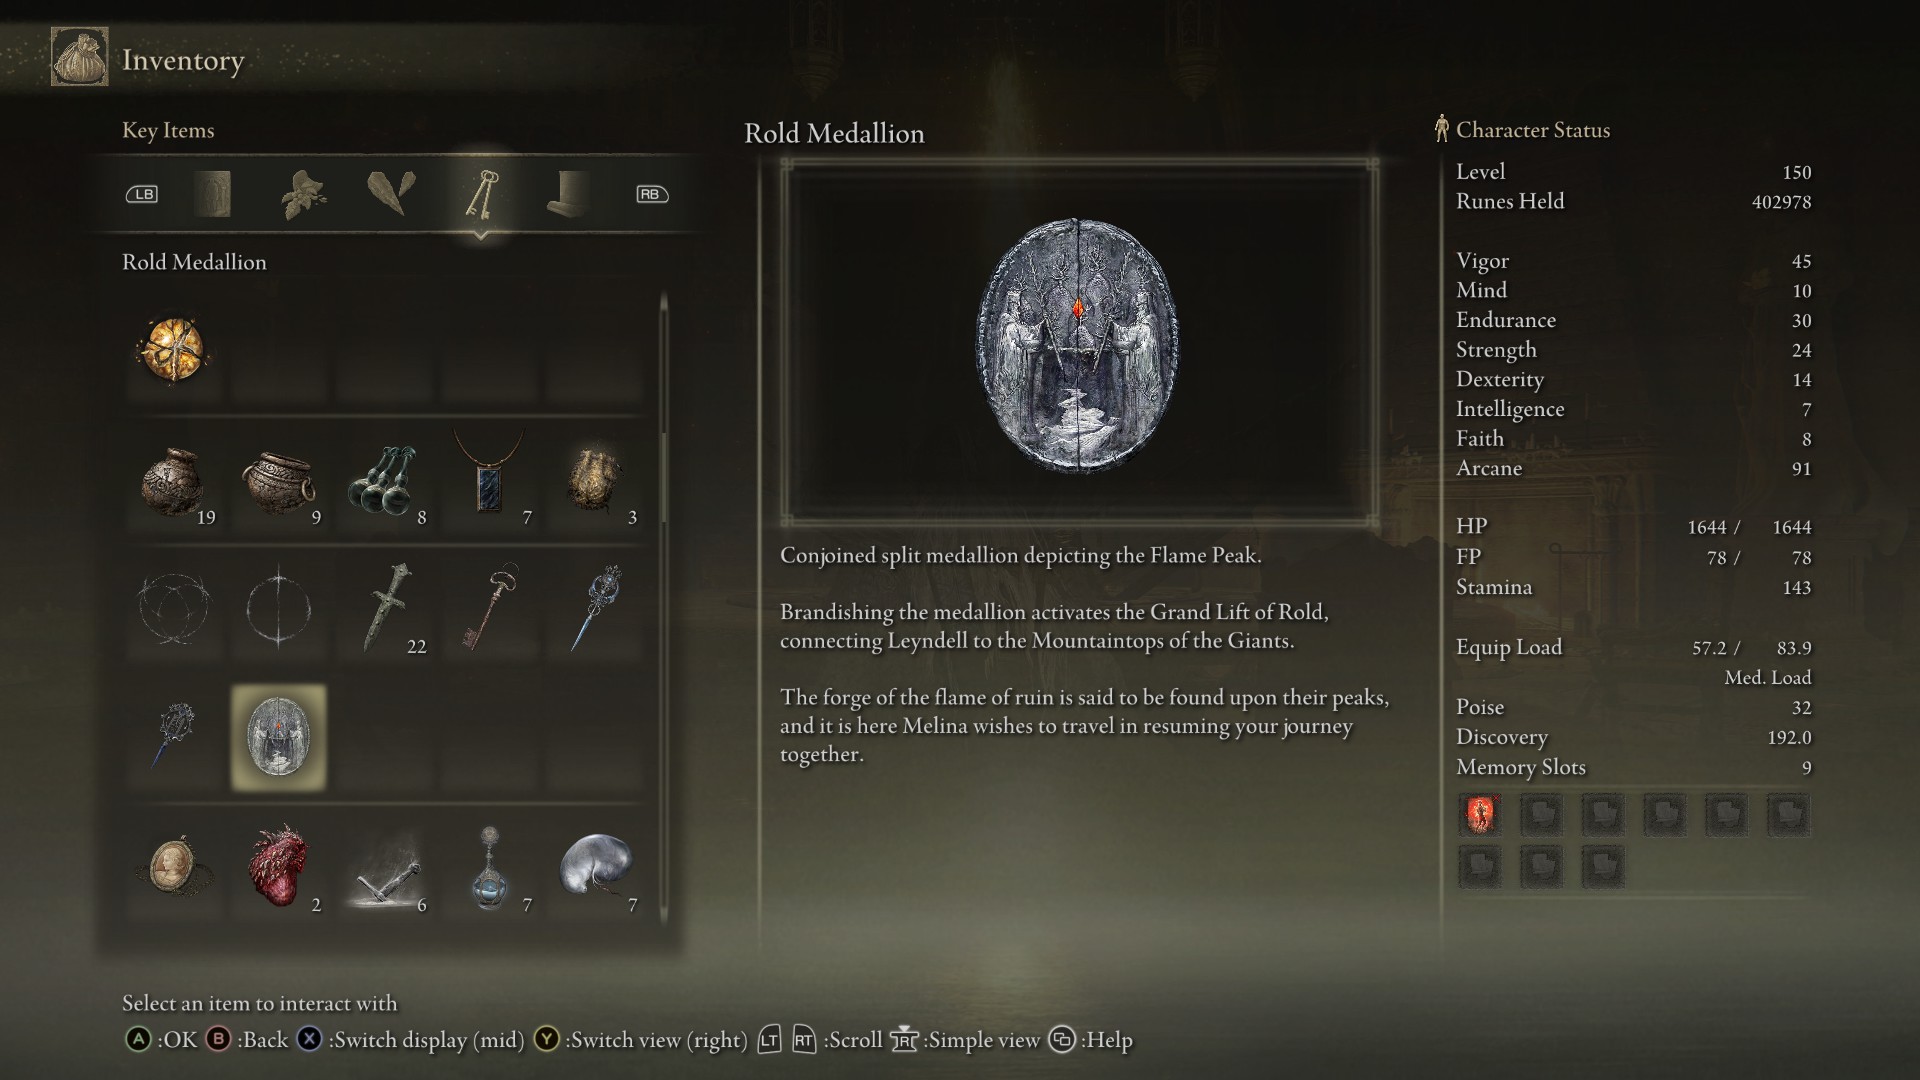 Inventory
Key Items
LB
RB
Rold Medallion
19
9
8
7
3
22
2
6
7
7
Rold Medallion
Conjoined split medallion depicting the Flame Peak.
Brandishing the medallion activates the Grand Lift of Rold,
connecting Leyndell to the Mountaintops of the Giants.
The forge of the flame of ruin is said to be found upon their peaks,
and it is here Melina wishes to travel in resuming your journey
together.
Character Status
Level 150
Runes Held 402978
Vigor 45
Mind 10
Endurance 30
Strength 24
Dexterity 14
Intelligence 7
Faith 8
Arcane 91
HP 1644 / 1644
FP 78 / 78
Stamina 143
Equip Load 57.2 / 83.9
Med. Load
Poise 32
Discovery 192.0
Memory Slots 9
Select an item to interact with
A :OK B :Back X :Switch display (mid) Y :Switch view (right) LT RT :Scroll R :Simple view :Help